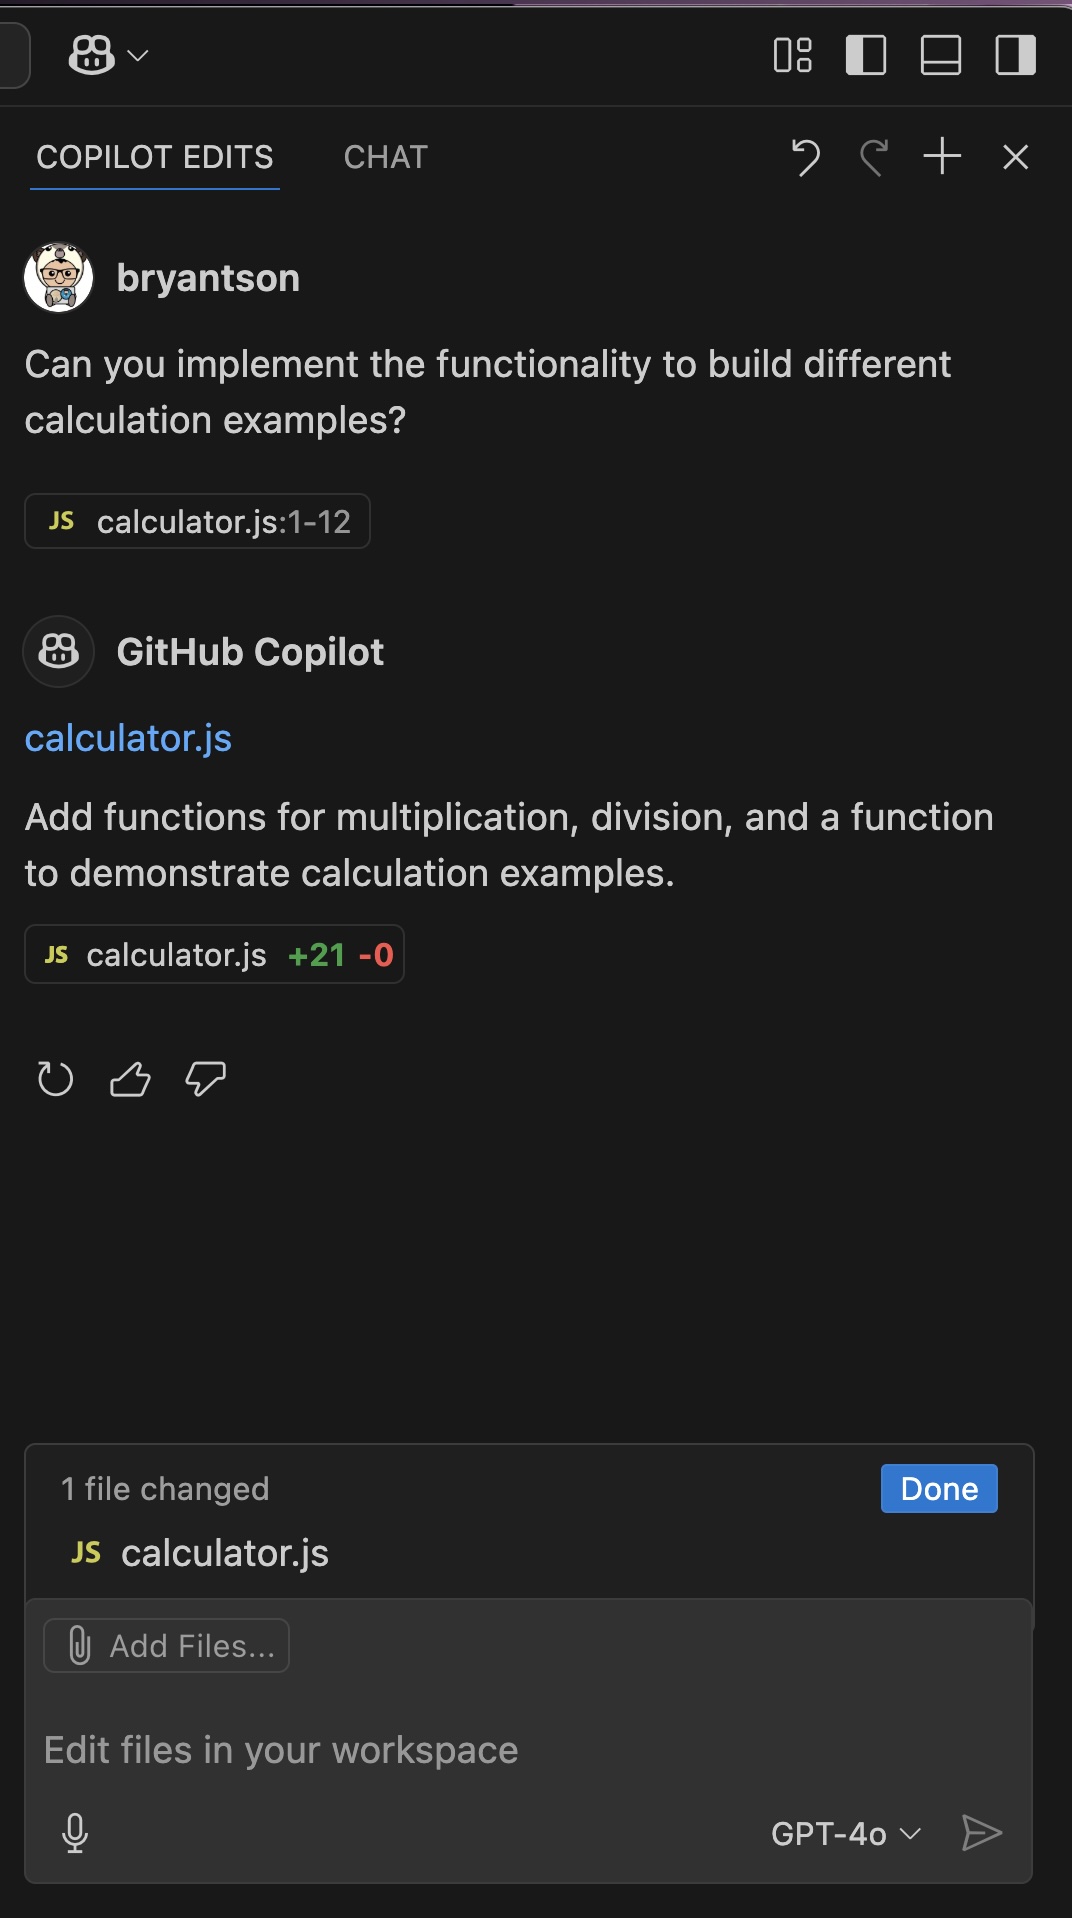 COPILOT EDITS CHAT
bryantson
Can you implement the functionality to build different
calculation examples?
JS calculator.js:1-12
GitHub Copilot
calculator.js
Add functions for multiplication, division, and a function
to demonstrate calculation examples.
JS calculator.js +21 -0
1 file changed Done
JS calculator.js
Add Files...
Edit files in your workspace
GPT-4o